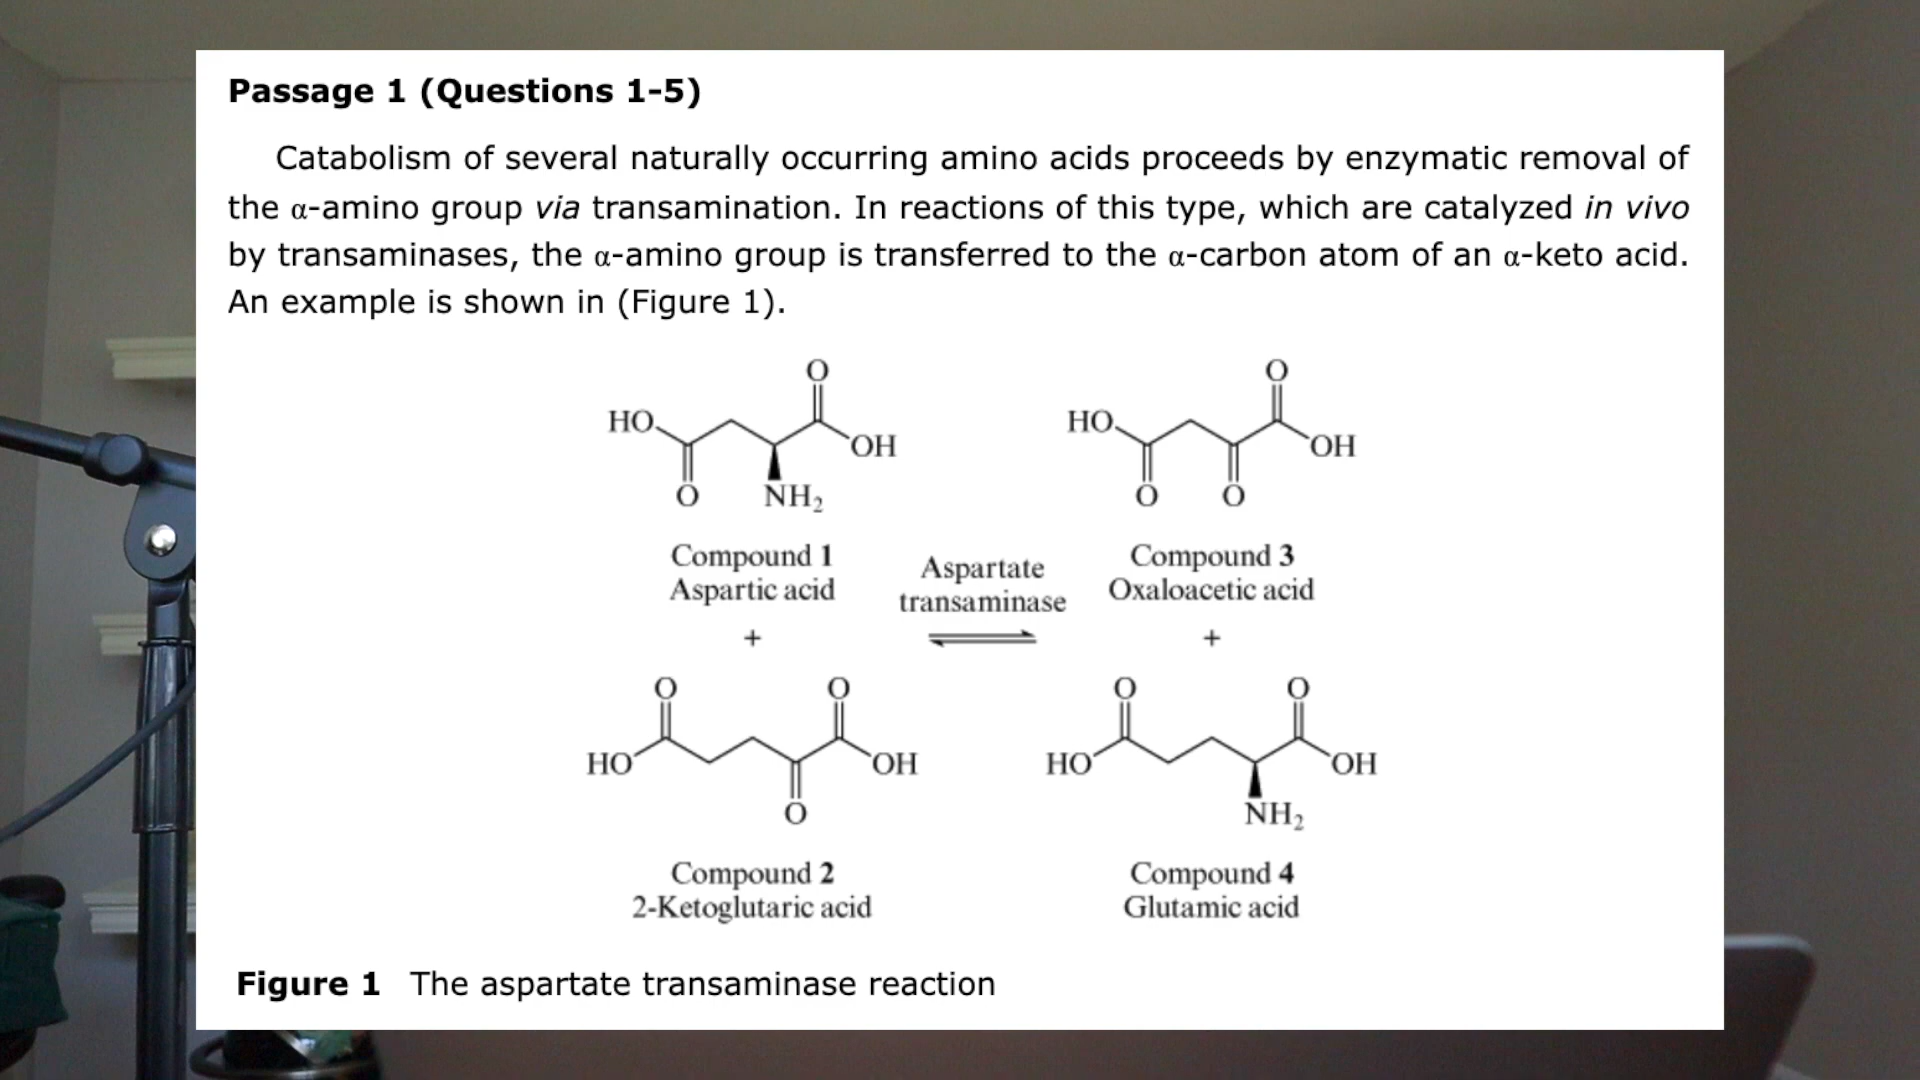 Passage 1 (Questions 1-5)
Catabolism of several naturally occurring amino acids proceeds by enzymatic removal of
the α-amino group via transamination. In reactions of this type, which are catalyzed in vivo
by transaminases, the α-amino group is transferred to the α-carbon atom of an α-keto acid.
An example is shown in (Figure 1).
O O
HO OH HO OH
O NH₂ O O
Compound 1 Compound 3
Aspartic acid Aspartate transaminase Oxaloacetic acid
+ +
O O O O
HO OH HO OH
O NH₂
Compound 2 Compound 4
2-Ketoglutaric acid Glutamic acid
Figure 1 The aspartate transaminase reaction